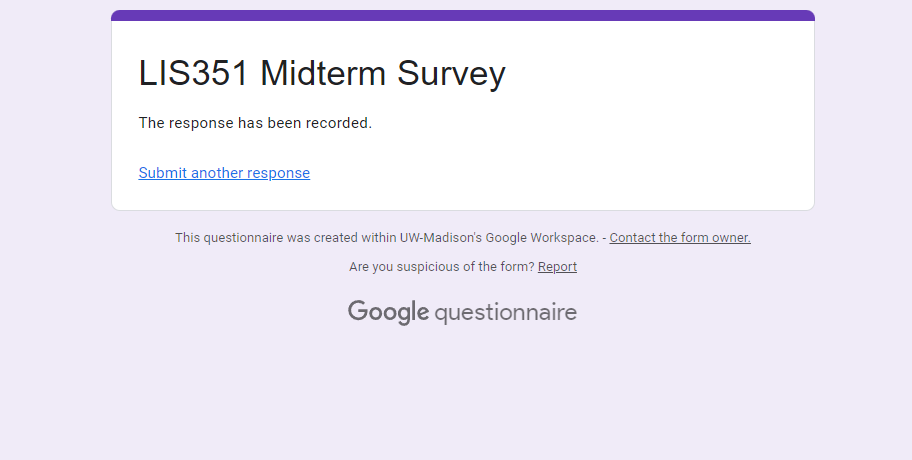 LIS351 Midterm Survey
The response has been recorded.
Submit another response
This questionnaire was created within UW-Madison's Google Workspace. - Contact the form owner.
Are you suspicious of the form? Report
Google questionnaire